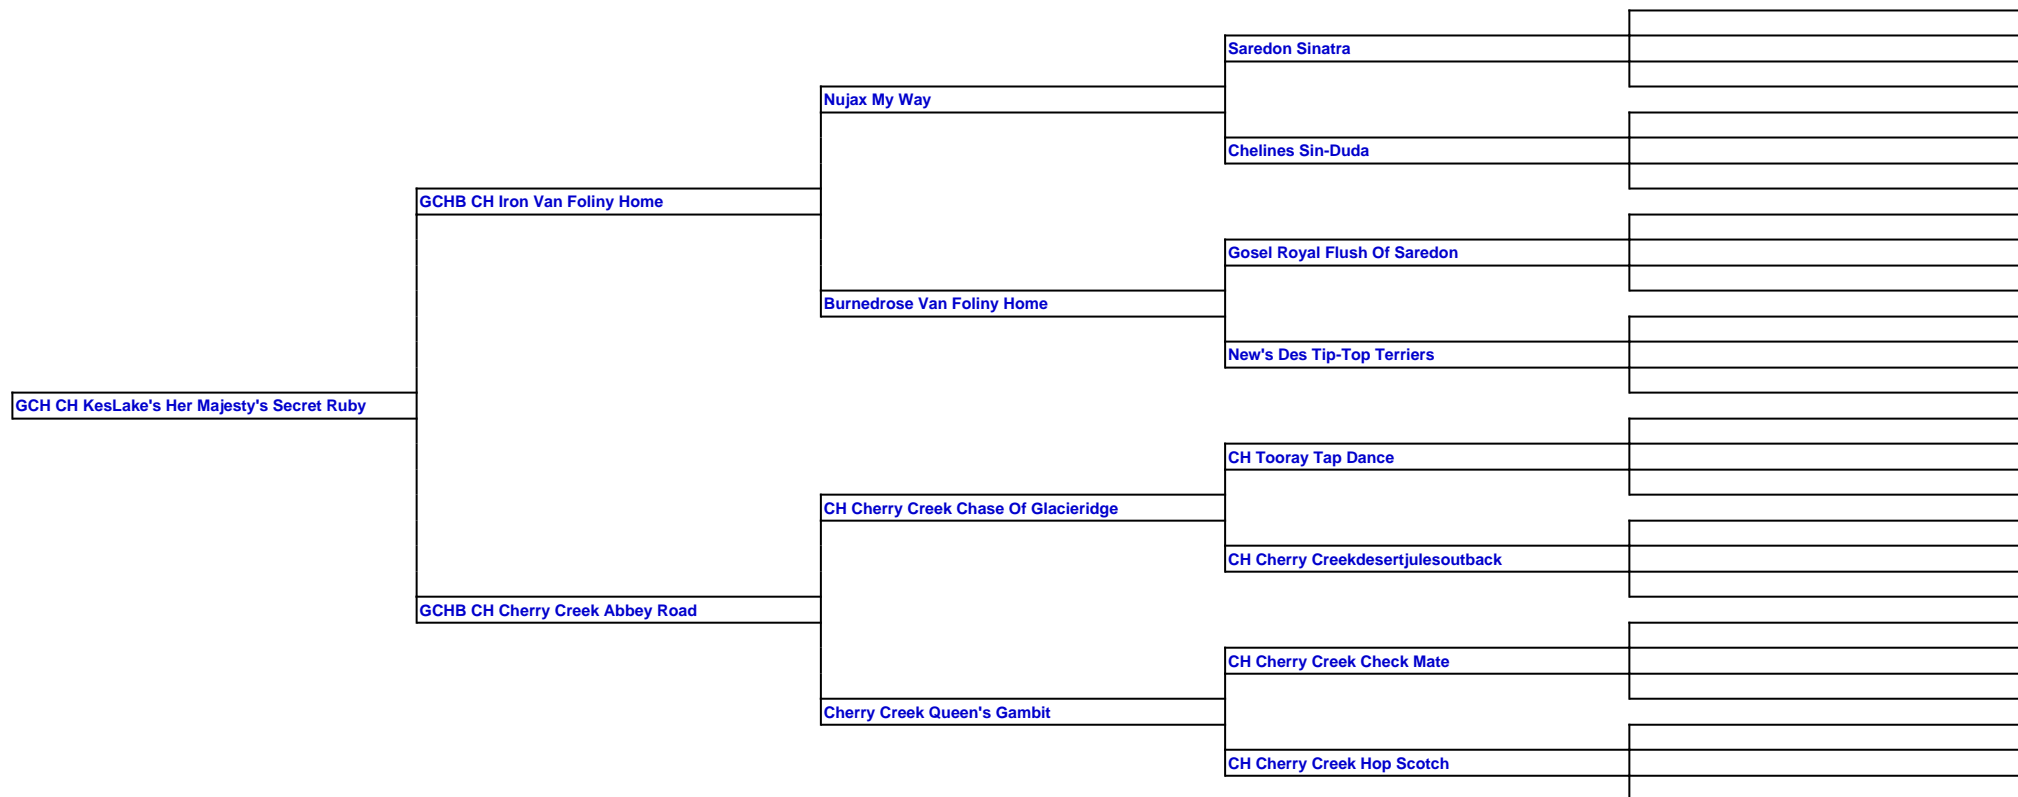 Saredon Sinatra
Nujax My Way
Chelines Sin-Duda
GCHB CH Iron Van Foliny Home
Gosel Royal Flush Of Saredon
Burnedrose Van Foliny Home
New's Des Tip-Top Terriers
GCH CH KesLake's Her Majesty's Secret Ruby
CH Tooray Tap Dance
CH Cherry Creek Chase Of Glacieridge
CH Cherry Creekdesertjulesoutback
GCHB CH Cherry Creek Abbey Road
CH Cherry Creek Check Mate
Cherry Creek Queen's Gambit
CH Cherry Creek Hop Scotch